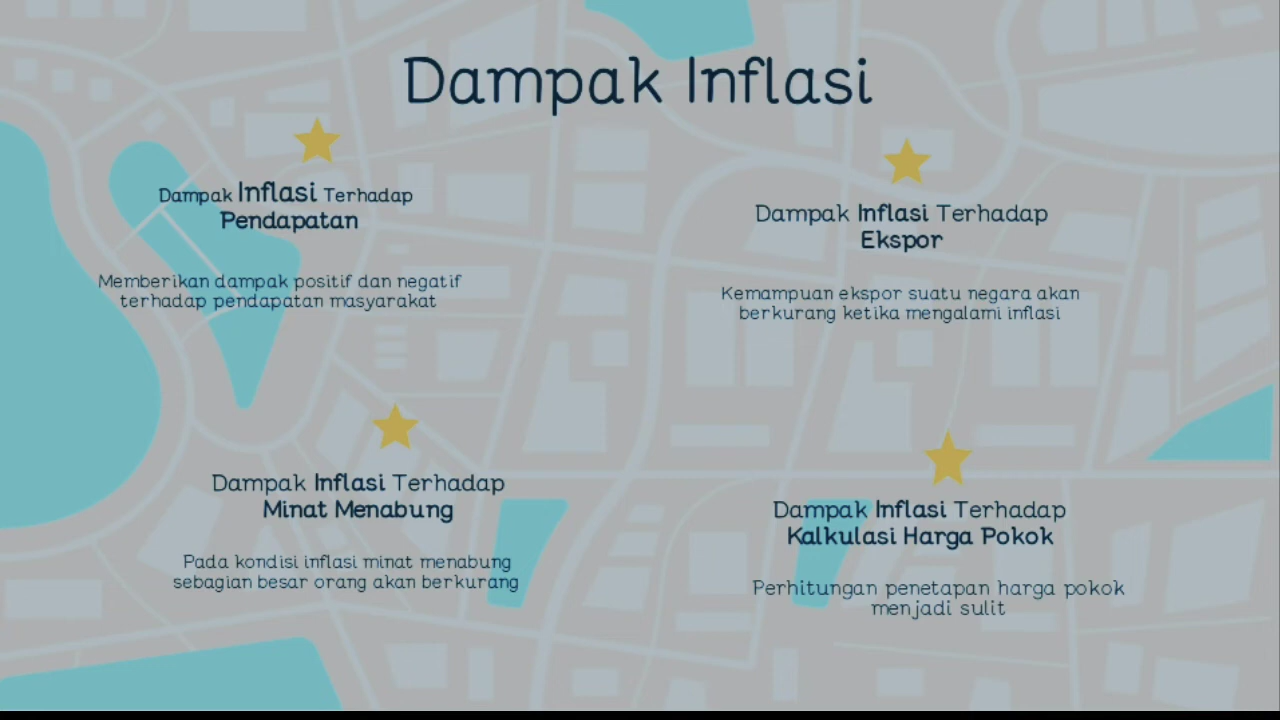 Dampak Inflasi
Dampak Inflasi Terhadap
Pendapatan
Memberikan dampak positif dan negatif
terhadap pendapatan masyarakat
Dampak Inflasi Terhadap
Ekspor
Kemampuan ekspor suatu negara akan
berkurang ketika mengalami inflasi
Dampak Inflasi Terhadap
Minat Menabung
Pada kondisi inflasi minat menabung
sebagian besar orang akan berkurang
Dampak Inflasi Terhadap
Kalkulasi Harga Pokok
Perhitungan penetapan harga pokok
menjadi sulit